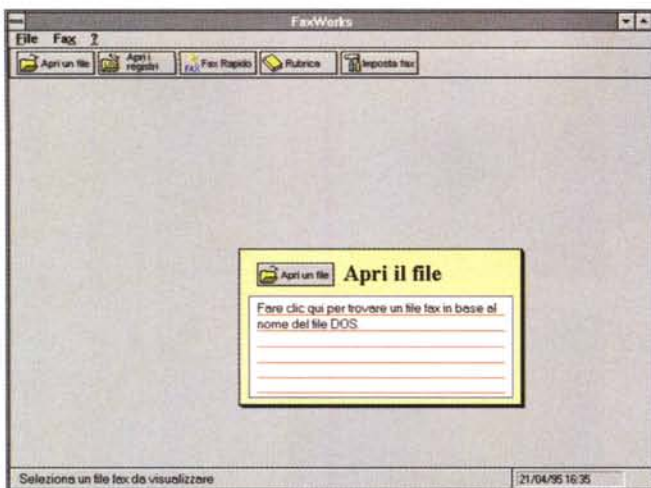 FaxWorks
File Fax ?
Apri un file Apri i registri Fax Rapido Rubrica Imposta fax
Apri un file Apri il file
Fare clic qui per trovare un file fax in base al
nome del file DOS.
Seleziona un file fax da visualizzare 21/04/95 16:35